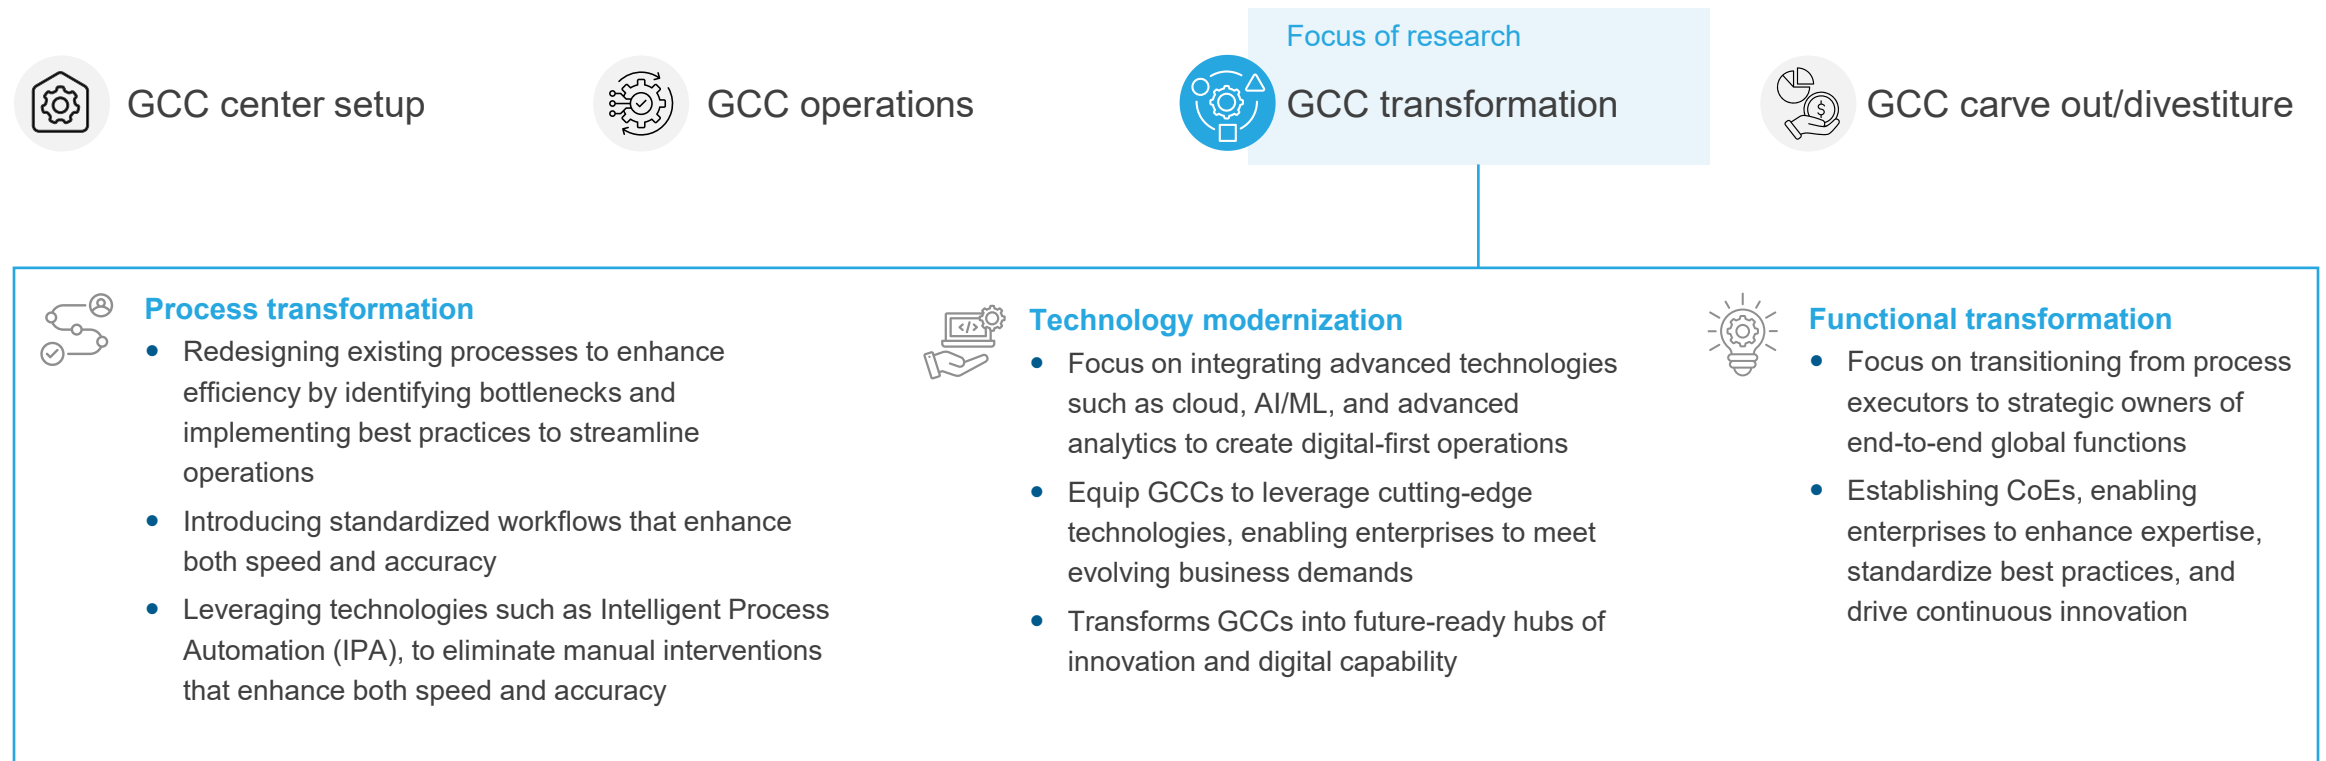 Focus of research
GCC center setup
GCC operations
GCC transformation
GCC carve out/divestiture
Process transformation
• Redesigning existing processes to enhance
efficiency by identifying bottlenecks and
implementing best practices to streamline
operations
• Introducing standardized workflows that enhance
both speed and accuracy
• Leveraging technologies such as Intelligent Process
Automation (IPA), to eliminate manual interventions
that enhance both speed and accuracy
Technology modernization
• Focus on integrating advanced technologies
such as cloud, AI/ML, and advanced
analytics to create digital-first operations
• Equip GCCs to leverage cutting-edge
technologies, enabling enterprises to meet
evolving business demands
• Transforms GCCs into future-ready hubs of
innovation and digital capability
Functional transformation
• Focus on transitioning from process
executors to strategic owners of
end-to-end global functions
• Establishing CoEs, enabling
enterprises to enhance expertise,
standardize best practices, and
drive continuous innovation